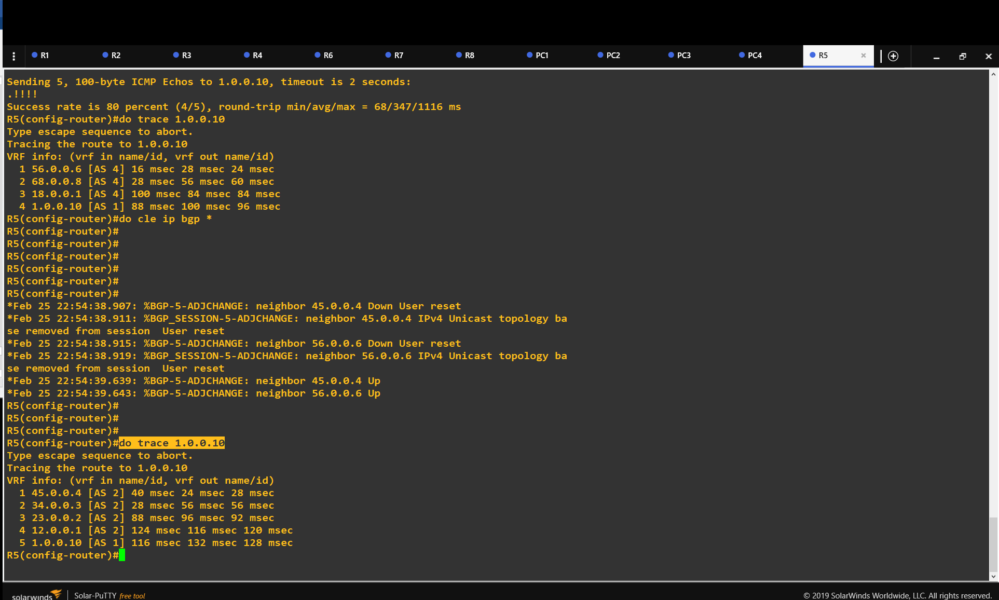 R1 R2 R3 R4 R6 R7 R8 PC1 PC2 PC3 PC4 R5
Sending 5, 100-byte ICMP Echos to 1.0.0.10, timeout is 2 seconds:
.!!!!
Success rate is 80 percent (4/5), round-trip min/avg/max = 68/347/1116 ms
R5(config-router)#do trace 1.0.0.10
Type escape sequence to abort.
Tracing the route to 1.0.0.10
VRF info: (vrf in name/id, vrf out name/id)
  1 56.0.0.6 [AS 4] 16 msec 28 msec 24 msec
  2 68.0.0.8 [AS 4] 28 msec 56 msec 60 msec
  3 18.0.0.1 [AS 4] 100 msec 84 msec 84 msec
  4 1.0.0.10 [AS 1] 88 msec 100 msec 96 msec
R5(config-router)#do cle ip bgp *
R5(config-router)#
R5(config-router)#
R5(config-router)#
R5(config-router)#
R5(config-router)#
R5(config-router)#
*Feb 25 22:54:38.907: %BGP-5-ADJCHANGE: neighbor 45.0.0.4 Down User reset
*Feb 25 22:54:38.911: %BGP_SESSION-5-ADJCHANGE: neighbor 45.0.0.4 IPv4 Unicast topology ba
se removed from session  User reset
*Feb 25 22:54:38.915: %BGP-5-ADJCHANGE: neighbor 56.0.0.6 Down User reset
*Feb 25 22:54:38.919: %BGP_SESSION-5-ADJCHANGE: neighbor 56.0.0.6 IPv4 Unicast topology ba
se removed from session  User reset
*Feb 25 22:54:39.639: %BGP-5-ADJCHANGE: neighbor 45.0.0.4 Up
*Feb 25 22:54:39.643: %BGP-5-ADJCHANGE: neighbor 56.0.0.6 Up
R5(config-router)#
R5(config-router)#
R5(config-router)#
R5(config-router)#do trace 1.0.0.10
Type escape sequence to abort.
Tracing the route to 1.0.0.10
VRF info: (vrf in name/id, vrf out name/id)
  1 45.0.0.4 [AS 2] 40 msec 24 msec 28 msec
  2 34.0.0.3 [AS 2] 28 msec 56 msec 56 msec
  3 23.0.0.2 [AS 2] 88 msec 96 msec 92 msec
  4 12.0.0.1 [AS 2] 124 msec 116 msec 120 msec
  5 1.0.0.10 [AS 1] 116 msec 132 msec 128 msec
R5(config-router)#
solarwinds Solar-PuTTY free tool © 2019 SolarWinds Worldwide, LLC. All rights reserved.